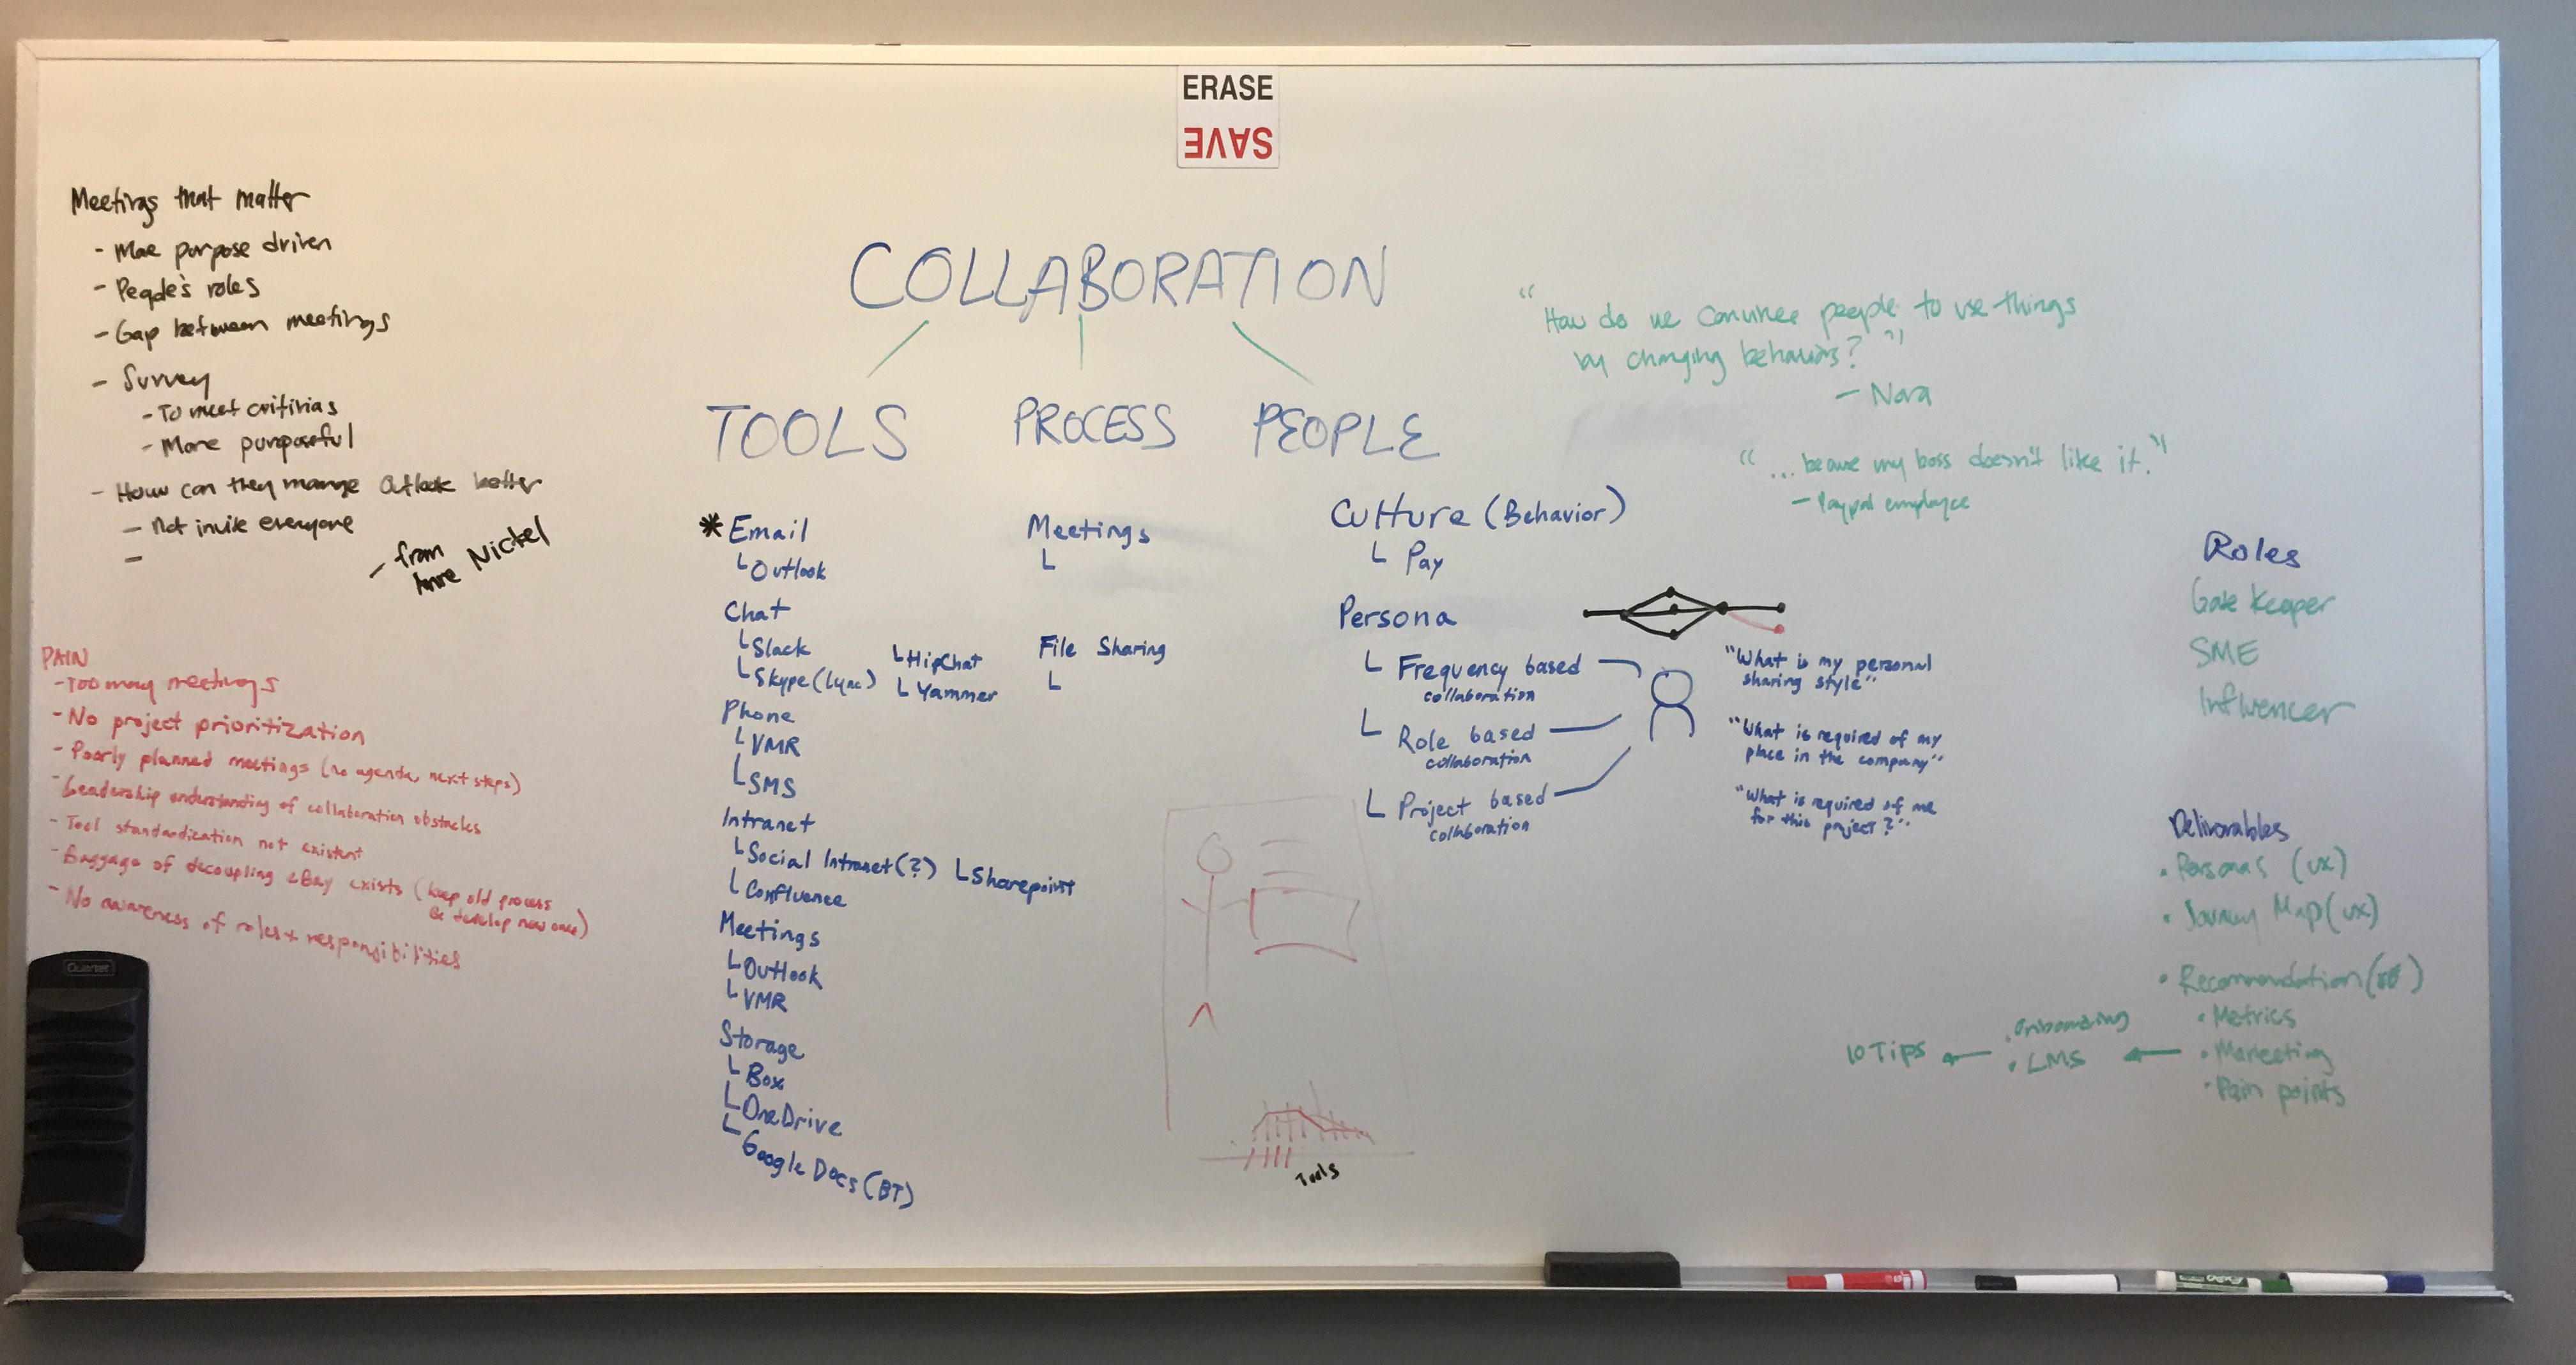 ERASE
SAVE
Meetings that matter
- More purpose driven
- People's roles
- Gap between meetings
- Survey
- To meet
- More purposeful
- How can they manage Outlook better
- Not invite everyone
-
- from
Nickel
PAIN
- Too many meetings
- No project prioritization
- Poorly planned meetings (no agenda, next steps)
- Leadership understanding of collaboration obstacles
- Tool standardization not existent
- Baggage of decoupling eBay exists (keep old process
& develop new one)
- No awareness of roles + responsibilities
COLLABORATION
TOOLS PROCESS PEOPLE
* Email
Outlook
Chat
Slack
Skype (Lync)
HipChat
Yammer
Phone
VMR
SMS
Intranet
Social Intranet (?)
Sharepoint
Confluence
Meetings
Outlook
VMR
Storage
Box
OneDrive
Google Docs (BT)
Meetings
File Sharing
Tools
Culture (Behavior)
Pay
Persona
Frequency based
collaboration
Role based
collaboration
Project based
collaboration
"What is my personal
sharing style"
"What is required of my
place in the company"
"What is required of me
for this project?"
"How do we convince people to use things
by changing behaviors?"
- Nora
"...because my boss doesn't like it."
- Paypal employee
Roles
Gate Keeper
SME
Influencer
Deliverables
• Personas (UX)
• Journey Map (UX)
• Recommendation
• Metrics
• Marketing
• Pain points
• Onboarding
• LMS
10 Tips
Quartet